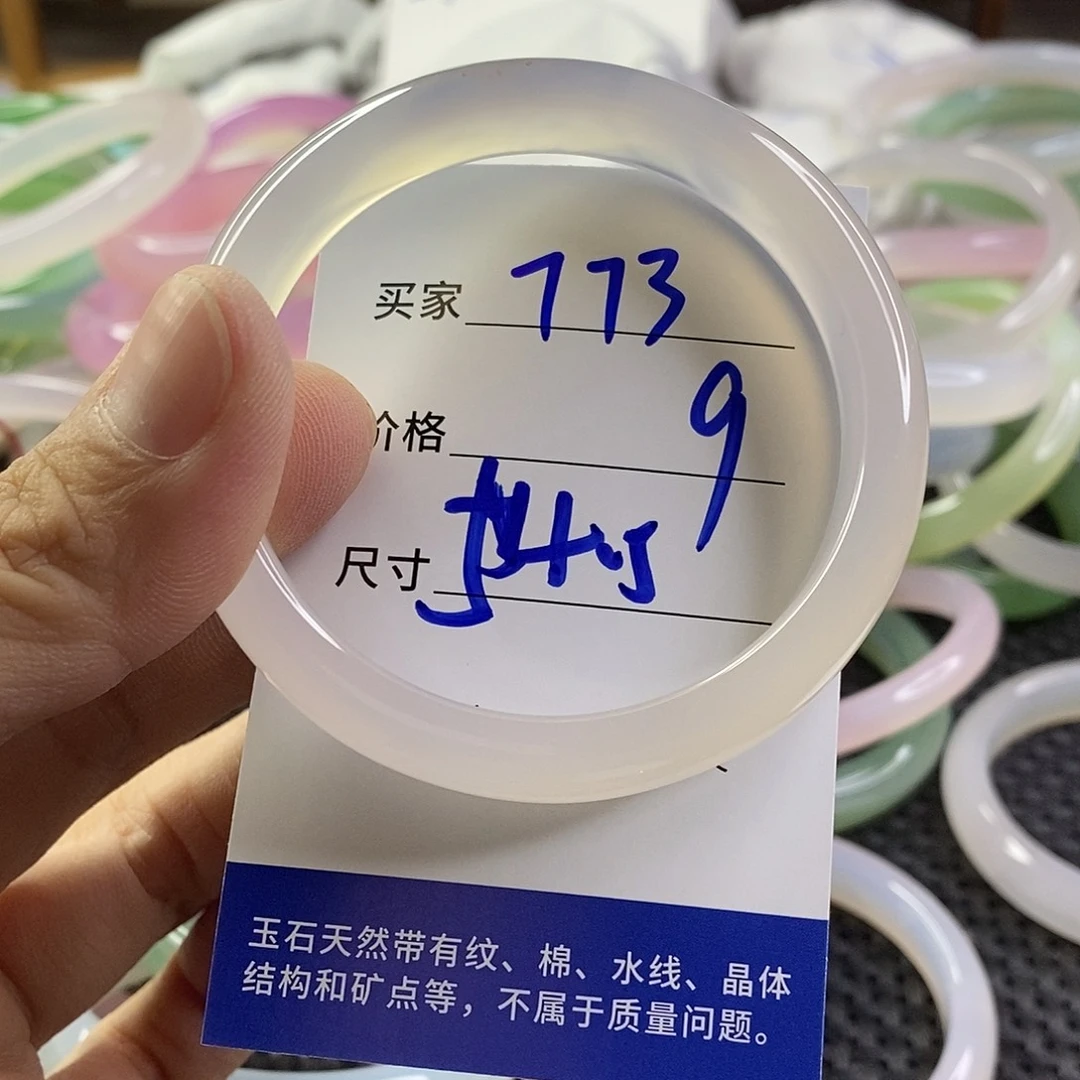 买家 773
价格 9
尺寸
玉石天然带有纹、棉、水线、晶体
结构和矿点等，不属于质量问题。